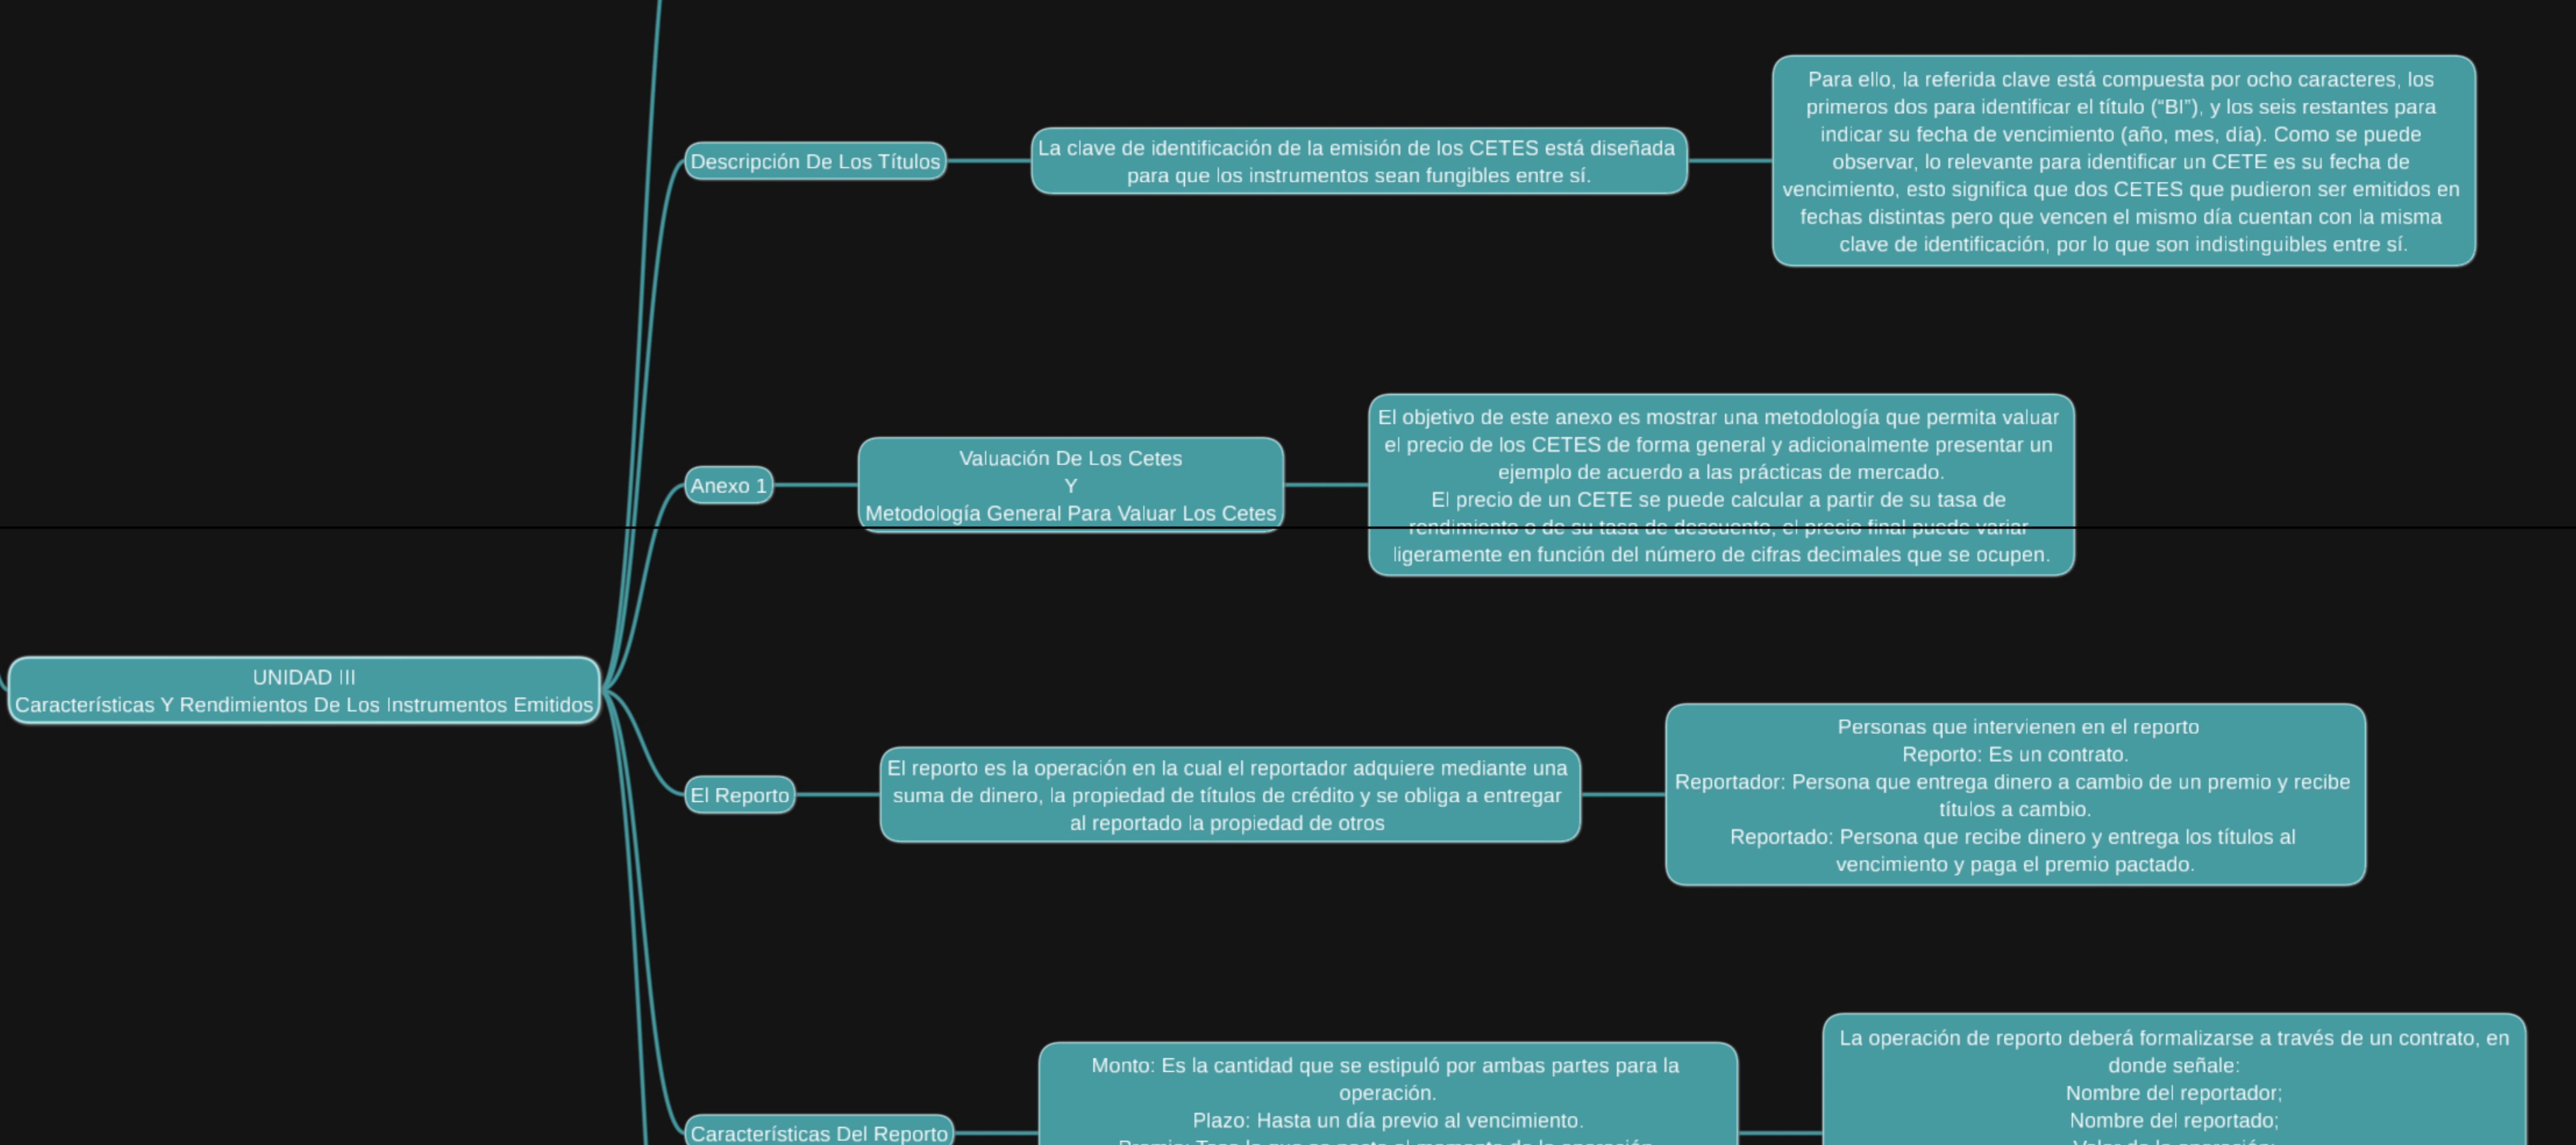 Descripción De Los Títulos
La clave de identificación de la emisión de los CETES está diseñada
para que los instrumentos sean fungibles entre sí.
Para ello, la referida clave está compuesta por ocho caracteres, los
primeros dos para identificar el título (“BI”), y los seis restantes para
indicar su fecha de vencimiento (año, mes, día). Como se puede
observar, lo relevante para identificar un CETE es su fecha de
vencimiento, esto significa que dos CETES que pudieron ser emitidos en
fechas distintas pero que vencen el mismo día cuentan con la misma
clave de identificación, por lo que son indistinguibles entre sí.
Anexo 1
Valuación De Los Cetes
Y
Metodología General Para Valuar Los Cetes
El objetivo de este anexo es mostrar una metodología que permita valuar
el precio de los CETES de forma general y adicionalmente presentar un
ejemplo de acuerdo a las prácticas de mercado.
El precio de un CETE se puede calcular a partir de su tasa de
rendimiento o de su tasa de descuento, el precio final puede variar
ligeramente en función del número de cifras decimales que se ocupen.
UNIDAD III
Características Y Rendimientos De Los Instrumentos Emitidos
El Reporto
El reporto es la operación en la cual el reportador adquiere mediante una
suma de dinero, la propiedad de títulos de crédito y se obliga a entregar
al reportado la propiedad de otros
Personas que intervienen en el reporto
Reporto: Es un contrato.
Reportador: Persona que entrega dinero a cambio de un premio y recibe
títulos a cambio.
Reportado: Persona que recibe dinero y entrega los títulos al
vencimiento y paga el premio pactado.
Características Del Reporto
Monto: Es la cantidad que se estipuló por ambas partes para la
operación.
Plazo: Hasta un día previo al vencimiento.
La operación de reporto deberá formalizarse a través de un contrato, en
donde señale:
Nombre del reportador;
Nombre del reportado;